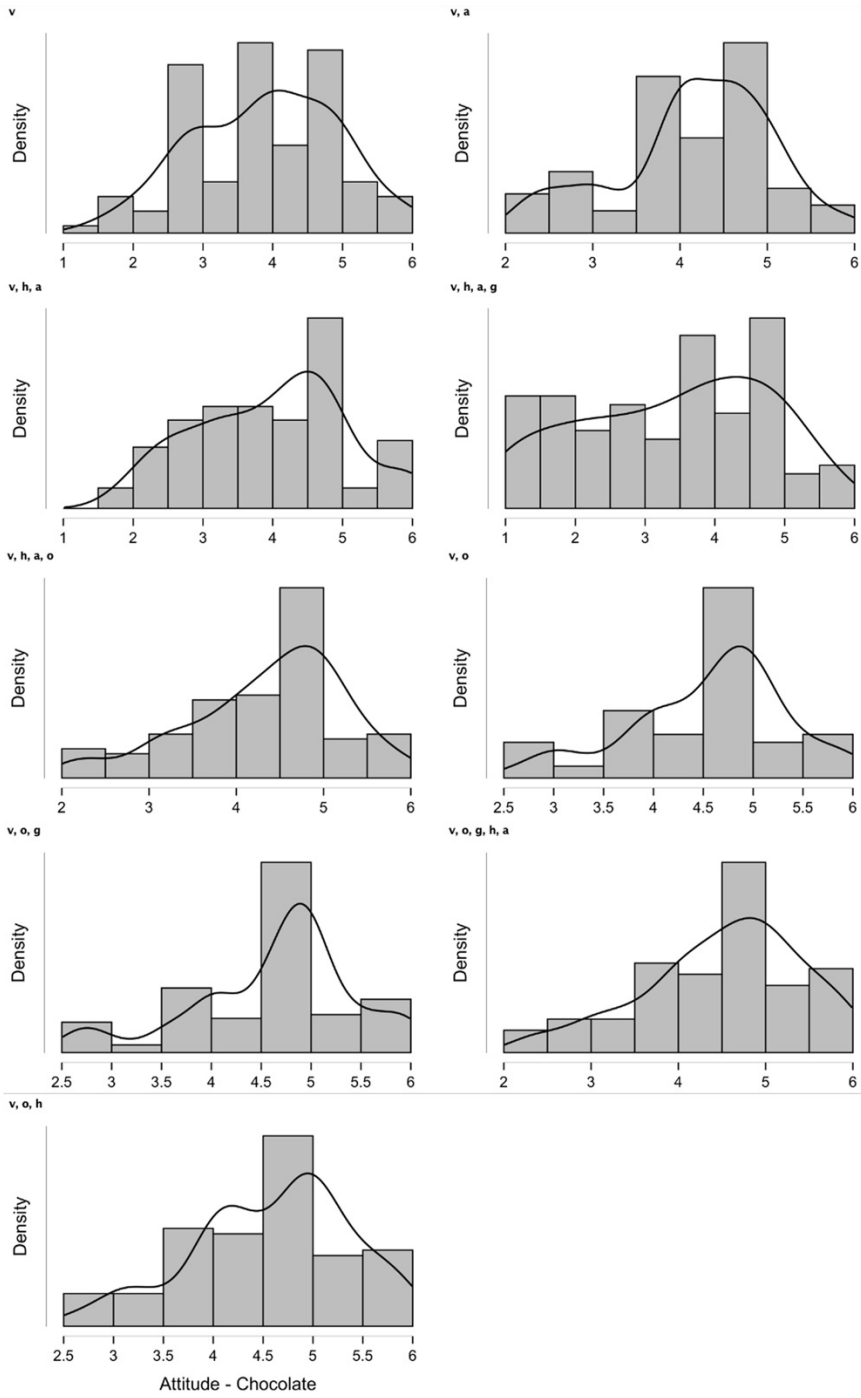 v
v, a
Density
Density
1 2 3 4 5 6
2 3 4 5 6
v, h, a
v, h, a, g
Density
Density
1 2 3 4 5 6
1 2 3 4 5 6
v, h, a, o
v, o
Density
Density
2 3 4 5 6
2.5 3 3.5 4 4.5 5 5.5 6
v, o, g
v, o, g, h, a
Density
Density
2.5 3 3.5 4 4.5 5 5.5 6
2 3 4 5 6
v, o, h
Density
2.5 3 3.5 4 4.5 5 5.5 6
Attitude - Chocolate